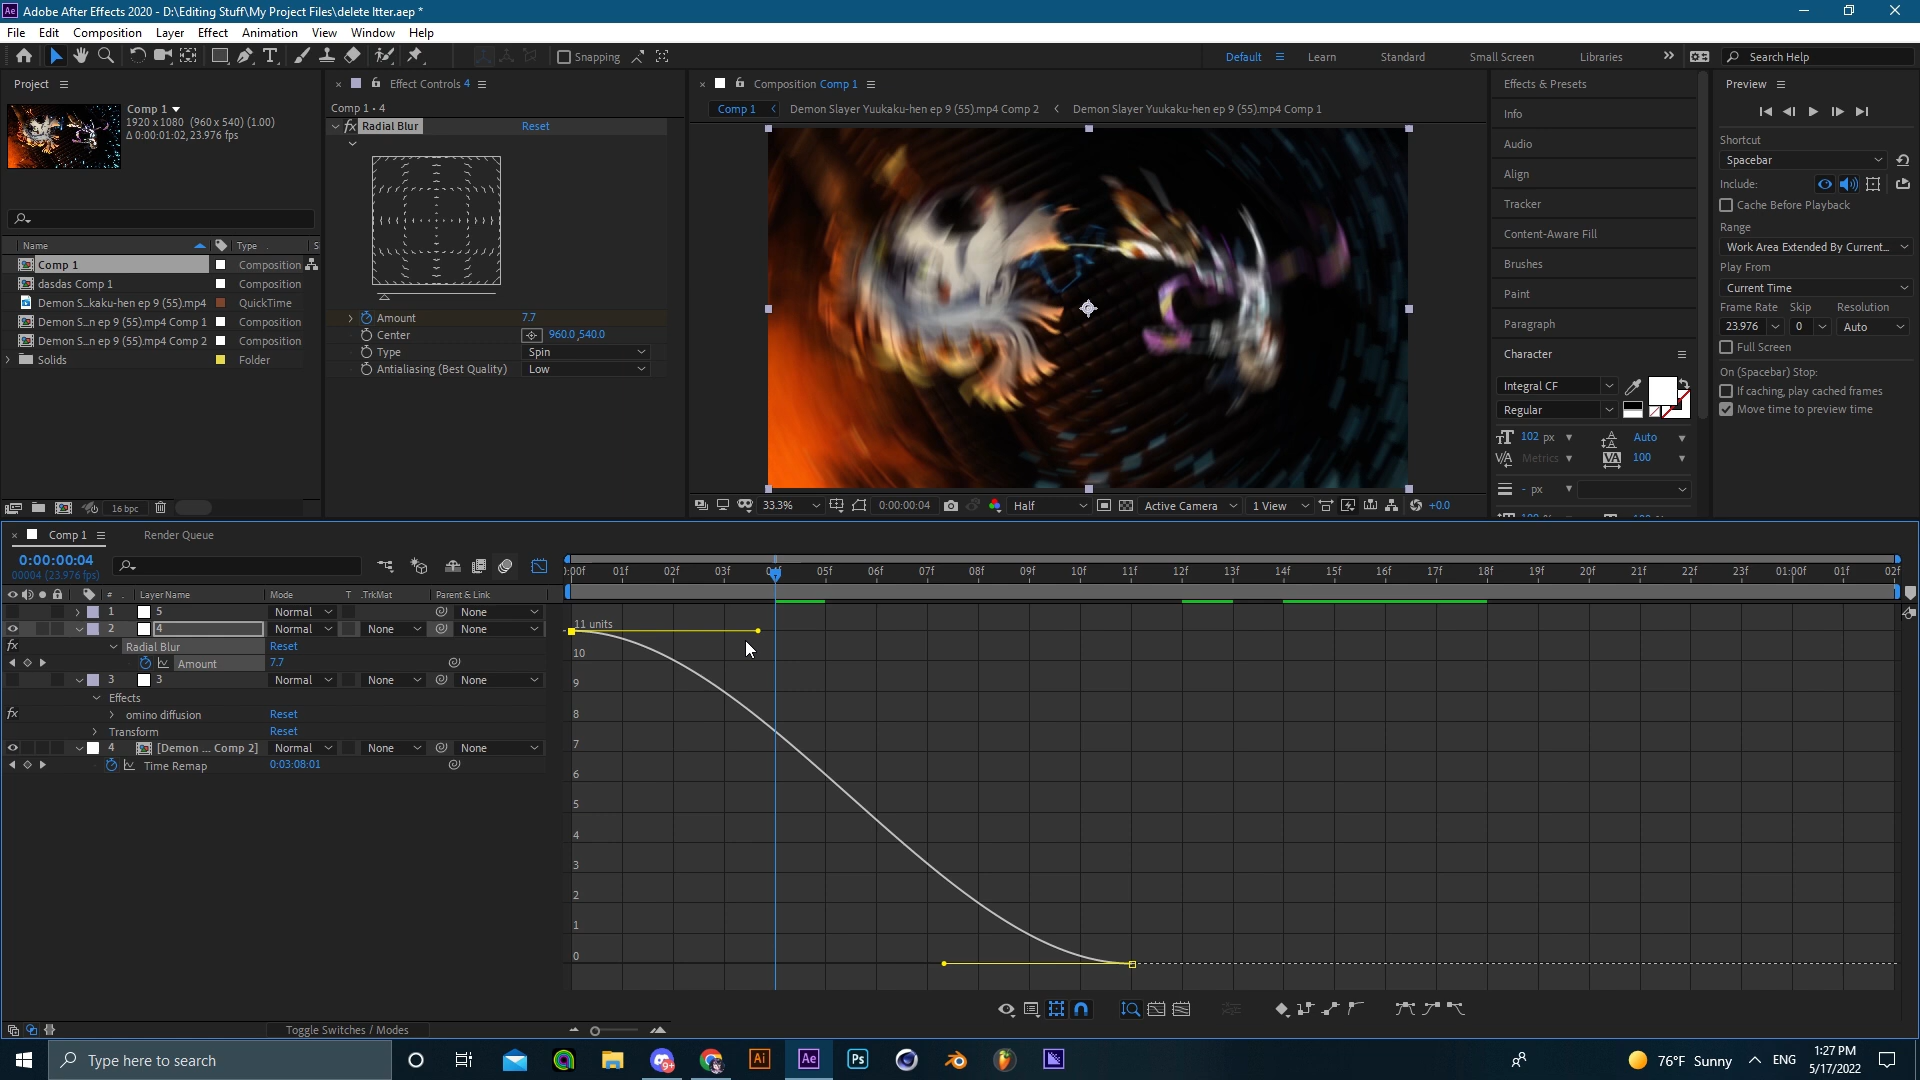 Adobe After Effects 2020 - D:\Editing Stuff\My Project Files\delete ltter.aep *
File Edit Composition Layer Effect Animation View Window Help
Snapping
Default Learn Standard Small Screen Libraries Search Help
Project
Comp 1
1920 x 1080 (960 x 540) (1.00)
Δ 0:00:01:02, 23.976 fps
Name Type S
Comp 1 Composition
dasdas Comp 1 Composition
Demon S...kaku-hen ep 9 (55).mp4 QuickTime
Demon S...n ep 9 (55).mp4 Comp 1 Composition
Demon S...n ep 9 (55).mp4 Comp 2 Composition
Solids Folder
16 bpc
Effect Controls 4
Comp 1 • 4
fx Radial Blur Reset
Amount 7.7
Center 960.0,540.0
Type Spin
Antialiasing (Best Quality) Low
Composition Comp 1
Comp 1 Demon Slayer Yuukaku-hen ep 9 (55).mp4 Comp 2 Demon Slayer Yuukaku-hen ep 9 (55).mp4 Comp 1
33.3% 0:00:00:04 Half Active Camera 1 View +0.0
Effects & Presets
Info
Audio
Align
Tracker
Content-Aware Fill
Brushes
Paint
Paragraph
Character
Integral CF
Regular
102 px Auto
Metrics 100
- px
Preview
Shortcut
Spacebar
Include:
Cache Before Playback
Range
Work Area Extended By Current...
Play From
Current Time
Frame Rate Skip Resolution
23.976 0 Auto
Full Screen
On (Spacebar) Stop:
If caching, play cached frames
Move time to preview time
Comp 1 Render Queue
0:00:00:04
00004 (23.976 fps)
# Layer Name Mode T .TrkMat Parent & Link
1 5 Normal None
2 4 Normal None None
fx Radial Blur Reset
Amount 7.7
3 3 Normal None None
Effects
fx omino diffusion Reset
Transform Reset
4 [Demon ... Comp 2] Normal None None
Time Remap 0:03:08:01
Toggle Switches / Modes
):00f 01f 02f 03f 04f 05f 06f 07f 08f 09f 10f 11f 12f 13f 14f 15f 16f 17f 18f 19f 20f 21f 22f 23f 01:00f 02f
11 units
10
9
8
7
6
5
4
3
2
1
0
Type here to search
9+
Ai
Ae
Ps
76°F Sunny
ENG
1:27 PM
5/17/2022